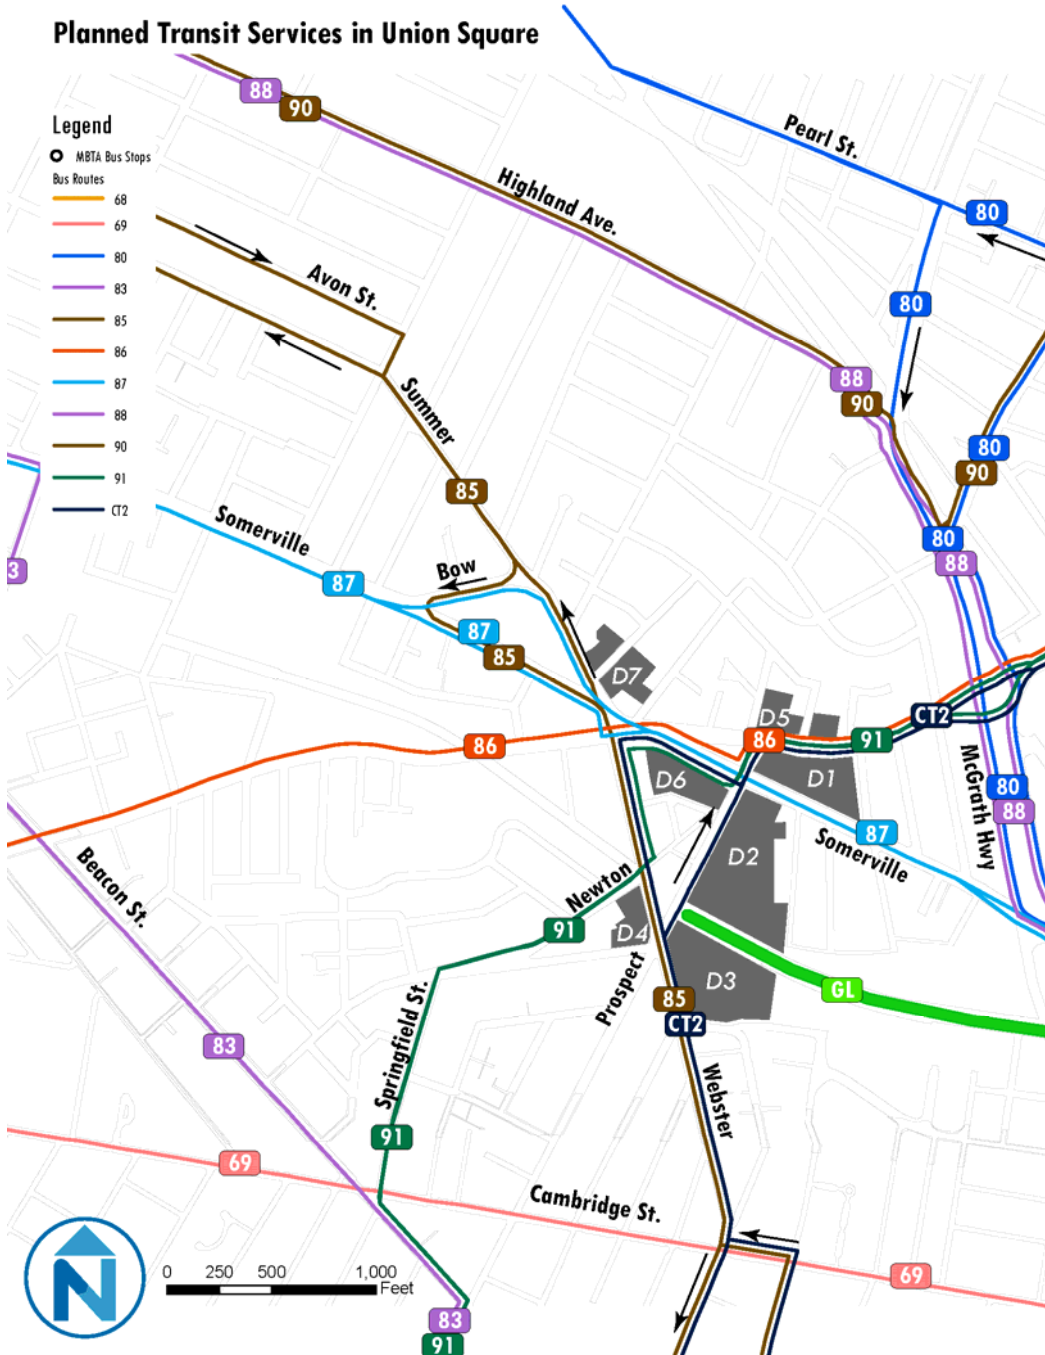 Planned Transit Services in Union Square
88
90
Legend
MBTA Bus Stops
Bus Routes
68
69
80
83
85
86
87
88
90
91
CT2
Pearl St.
80
Highland Ave.
Avon St.
80
88
90
Summer
80
90
85
Somerville
80
88
Bow
3
87
87
85
D7
D5
CT2
86
91
86
D6
D1
McGrath Hwy
80
88
87
Somerville
D2
Beacon St.
Newton
91
D4
Prospect
D3
GL
85
CT2
Springfield St.
83
Webster
91
69
Cambridge St.
N
0 250 500 1,000
Feet
69
83
91